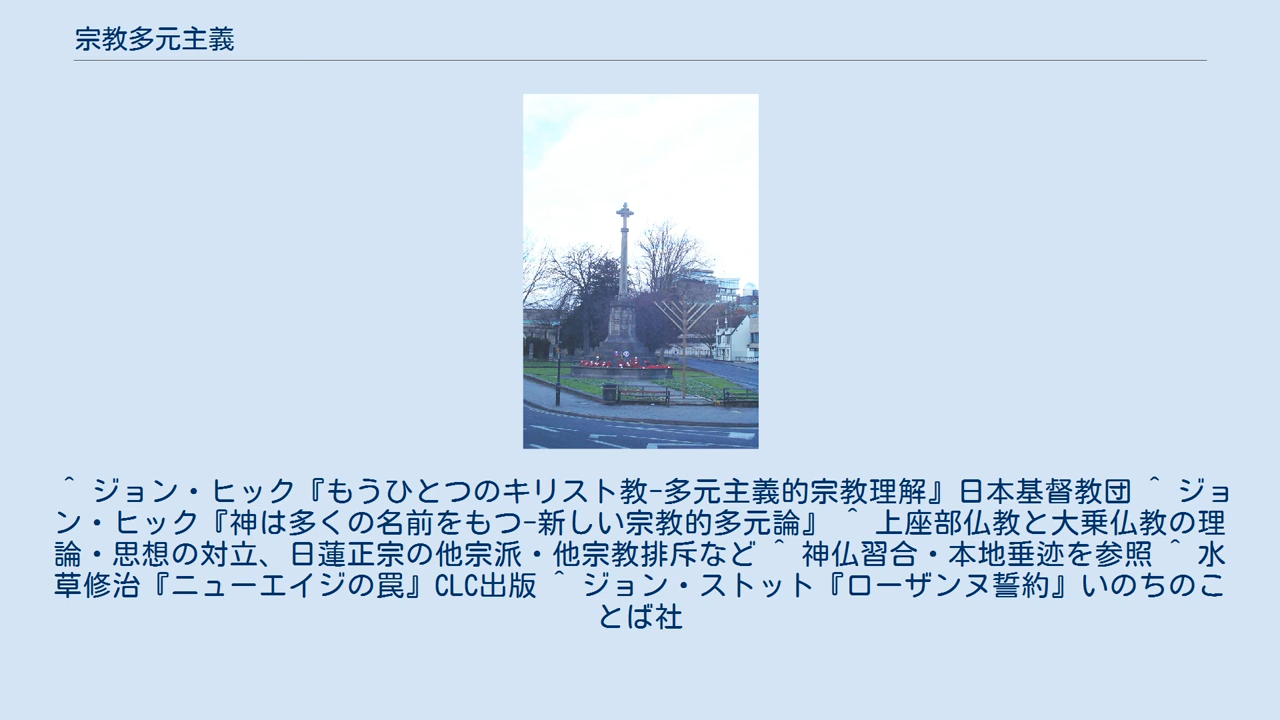 宗教多元主義
^ ジョン・ヒック『もうひとつのキリスト教-多元主義的宗教理解』日本基督教団 ^ ジョ
ン・ヒック『神は多くの名前をもつ-新しい宗教的多元論』 ^ 上座部仏教と大乗仏教の理
論・思想の対立、日蓮正宗の他宗派・他宗教排斥など ^ 神仏習合・本地垂迹を参照 ^ 水
草修治『ニューエイジの罠』CLC出版 ^ ジョン・ストット『ローザンヌ誓約』いのちのこ
とば社